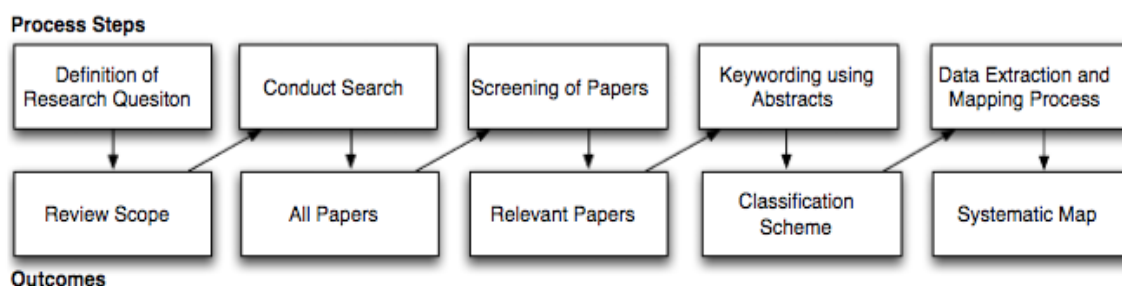 Process Steps
Definition of
Research Quesiton
Conduct Search
Screening of Papers
Keywording using
Abstracts
Data Extraction and
Mapping Process
Review Scope
All Papers
Relevant Papers
Classification
Scheme
Systematic Map
Outcomes